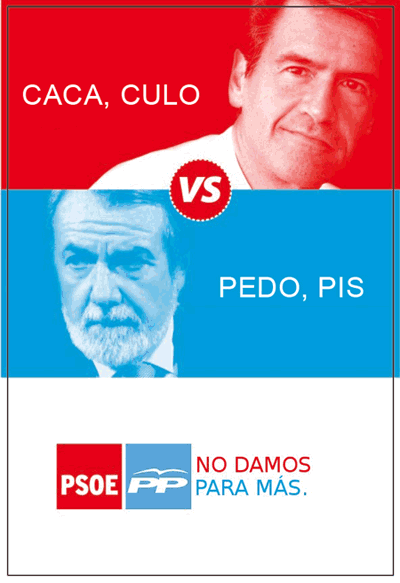 CACA, CULO
VS
PEDO, PIS
PSOE
PP
NO DAMOS
PARA MÁS.